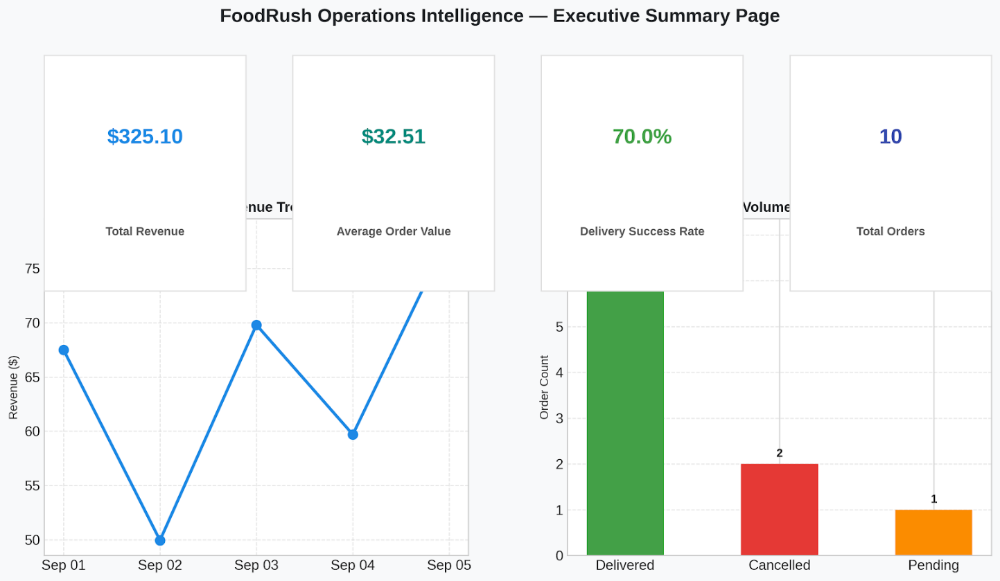 FoodRush Operations Intelligence — Executive Summary Page
$325.10
Total Revenue
$32.51
Average Order Value
70.0%
Delivery Success Rate
10
Total Orders
75
70
65
60
55
50
Revenue ($)
Sep 01 Sep 02 Sep 03 Sep 04 Sep 05
Volume
5
4
3
2
1
0
Order Count
2
1
Delivered Cancelled Pending